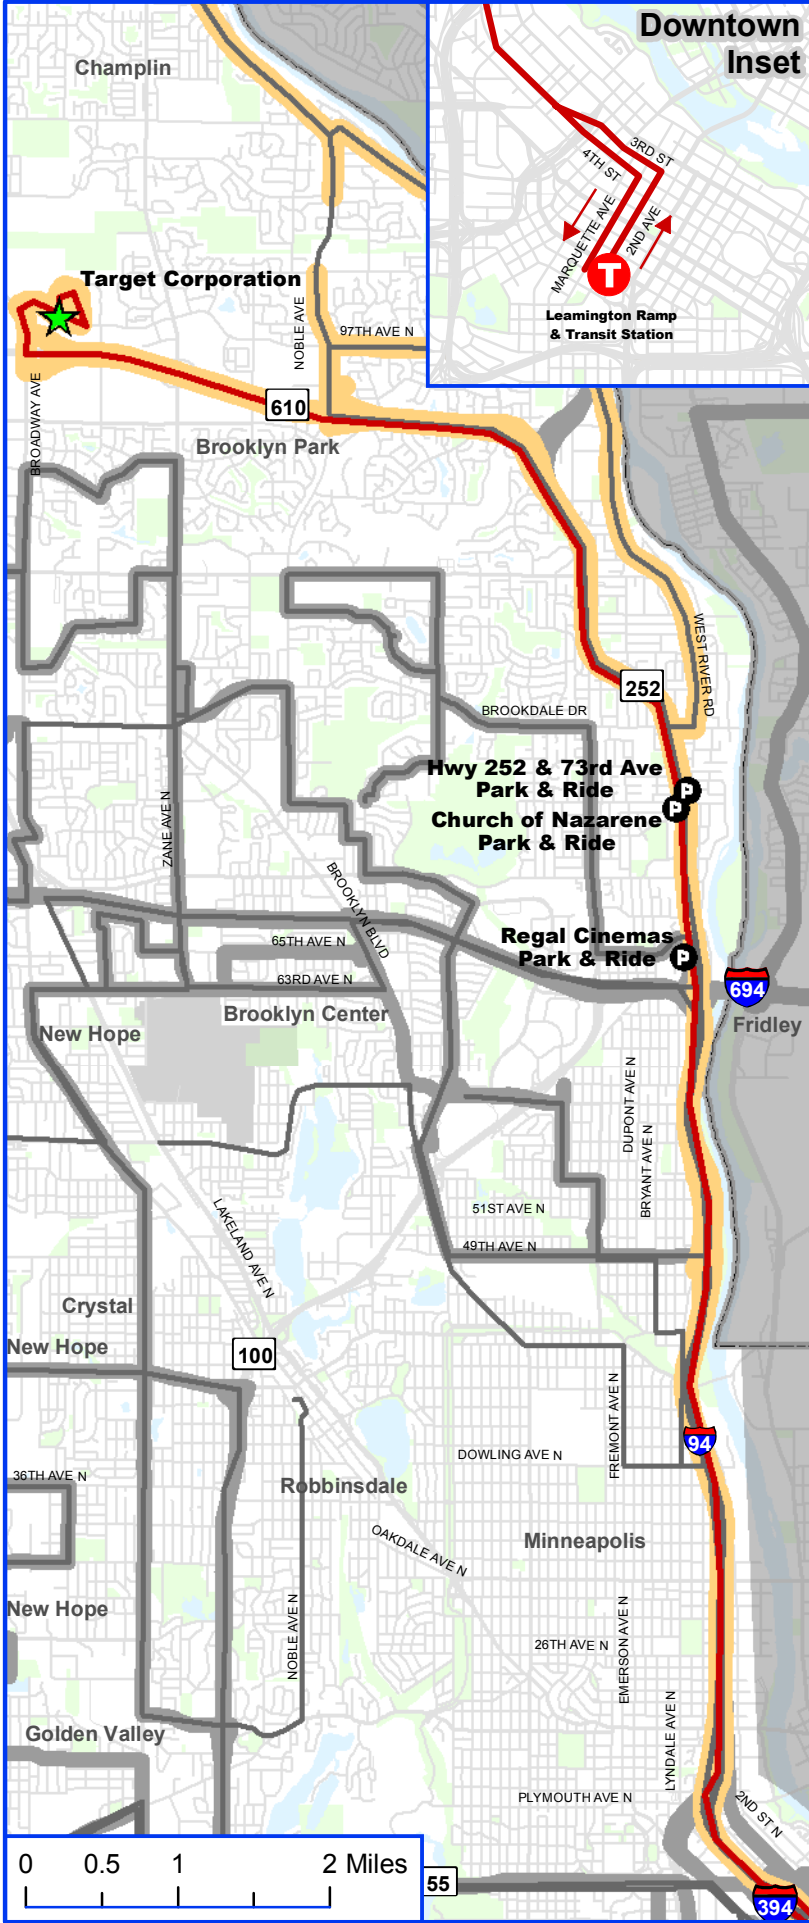 Downtown
Inset
Champlin
3RD ST
4TH ST
MARQUETTE AVE
2ND AVE
T
Leamington Ramp
& Transit Station
Target Corporation
NOBLE AVE
97TH AVE N
BROADWAY AVE
610
Brooklyn Park
WEST RIVER RD
252
BROOKDALE DR
Hwy 252 & 73rd Ave
Park & Ride
P
Church of Nazarene
Park & Ride
P
ZANE AVE N
BROOKLYN BLVD
65TH AVE N
63RD AVE N
Regal Cinemas
Park & Ride
P
694
Brooklyn Center
Fridley
New Hope
DUPONT AVE N
BRYANT AVE N
51ST AVE N
49TH AVE N
LAKELAND AVE N
Crystal
New Hope
100
FREMONT AVE N
94
DOWLING AVE N
36TH AVE N
Robbinsdale
OAKDALE AVE N
Minneapolis
New Hope
NOBLE AVE N
26TH AVE N
EMERSON AVE N
LYNDALE AVE N
Golden Valley
PLYMOUTH AVE N
2ND ST N
0 0.5 1 2 Miles
55
394